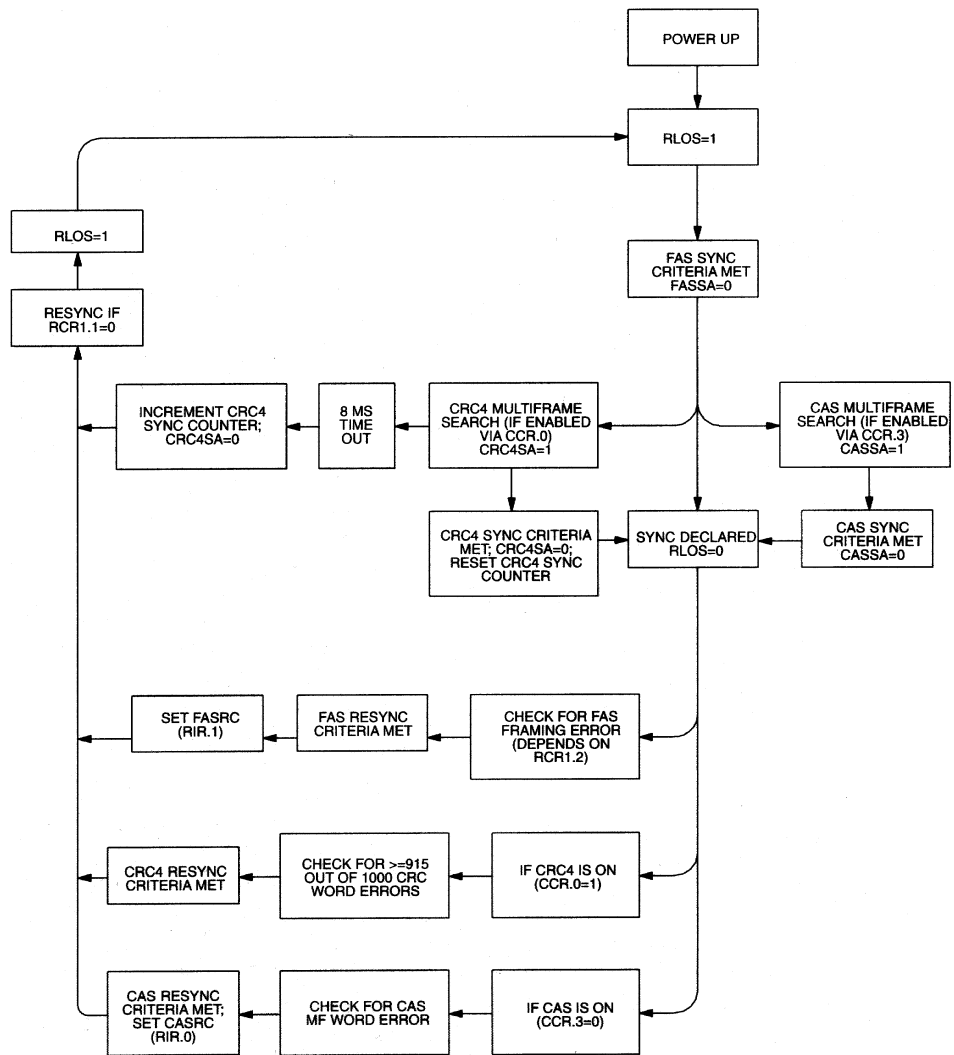 POWER UP
RLOS=1
RLOS=1
FAS SYNC
CRITERIA MET
FASSA=0
RESYNC IF
RCR1.1=0
INCREMENT CRC4
SYNC COUNTER;
CRC4SA=0
8 MS
TIME
OUT
CRC4 MULTIFRAME
SEARCH (IF ENABLED
VIA CCR.0)
CRC4SA=1
CAS MULTIFRAME
SEARCH (IF ENABLED
VIA CCR.3)
CASSA=1
CRC4 SYNC CRITERIA
MET; CRC4SA=0;
RESET CRC4 SYNC
COUNTER
SYNC DECLARED
RLOS=0
CAS SYNC
CRITERIA MET
CASSA=0
SET FASRC
(RIR.1)
FAS RESYNC
CRITERIA MET
CHECK FOR FAS
FRAMING ERROR
(DEPENDS ON
RCR1.2)
CRC4 RESYNC
CRITERIA MET
CHECK FOR >=915
OUT OF 1000 CRC
WORD ERRORS
IF CRC4 IS ON
(CCR.0=1)
CAS RESYNC
CRITERIA MET;
SET CASRC
(RIR.0)
CHECK FOR CAS
MF WORD ERROR
IF CAS IS ON
(CCR.3=0)